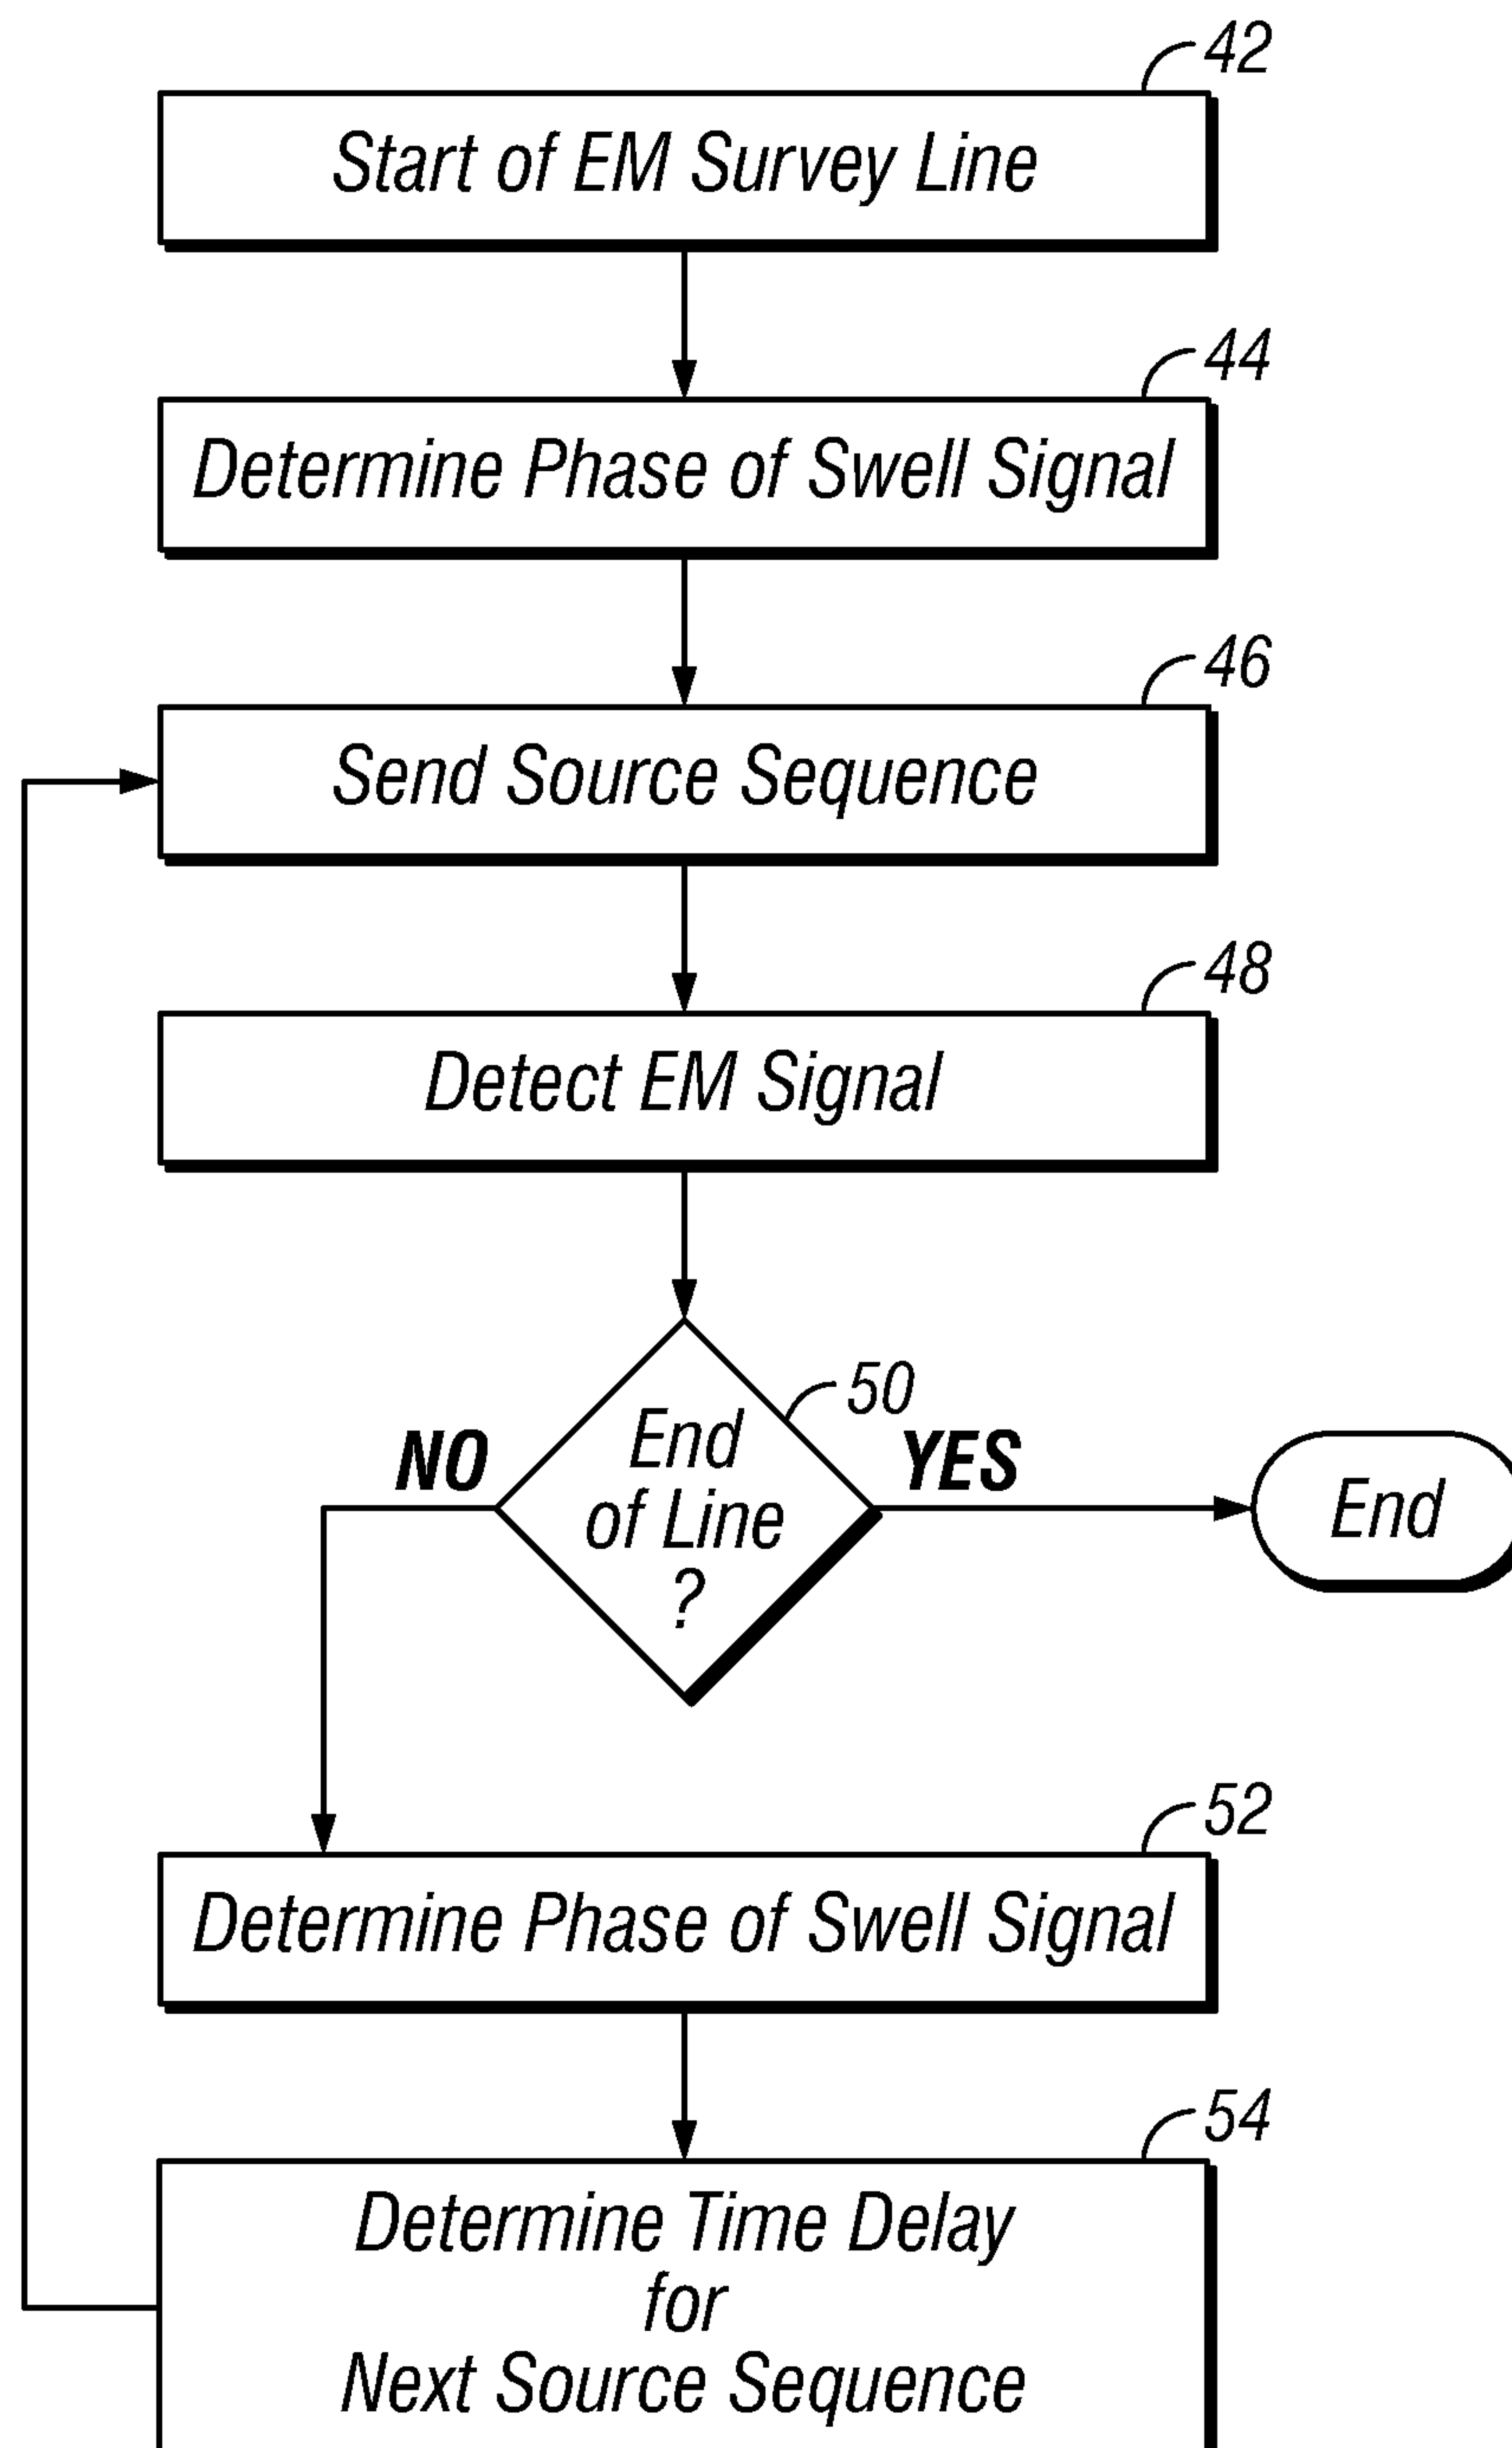 42
Start of EM Survey Line
44
Determine Phase of Swell Signal
46
Send Source Sequence
48
Detect EM Signal
50
NO
End
of Line
?
YES
End
52
Determine Phase of Swell Signal
54
Determine Time Delay
for
Next Source Sequence